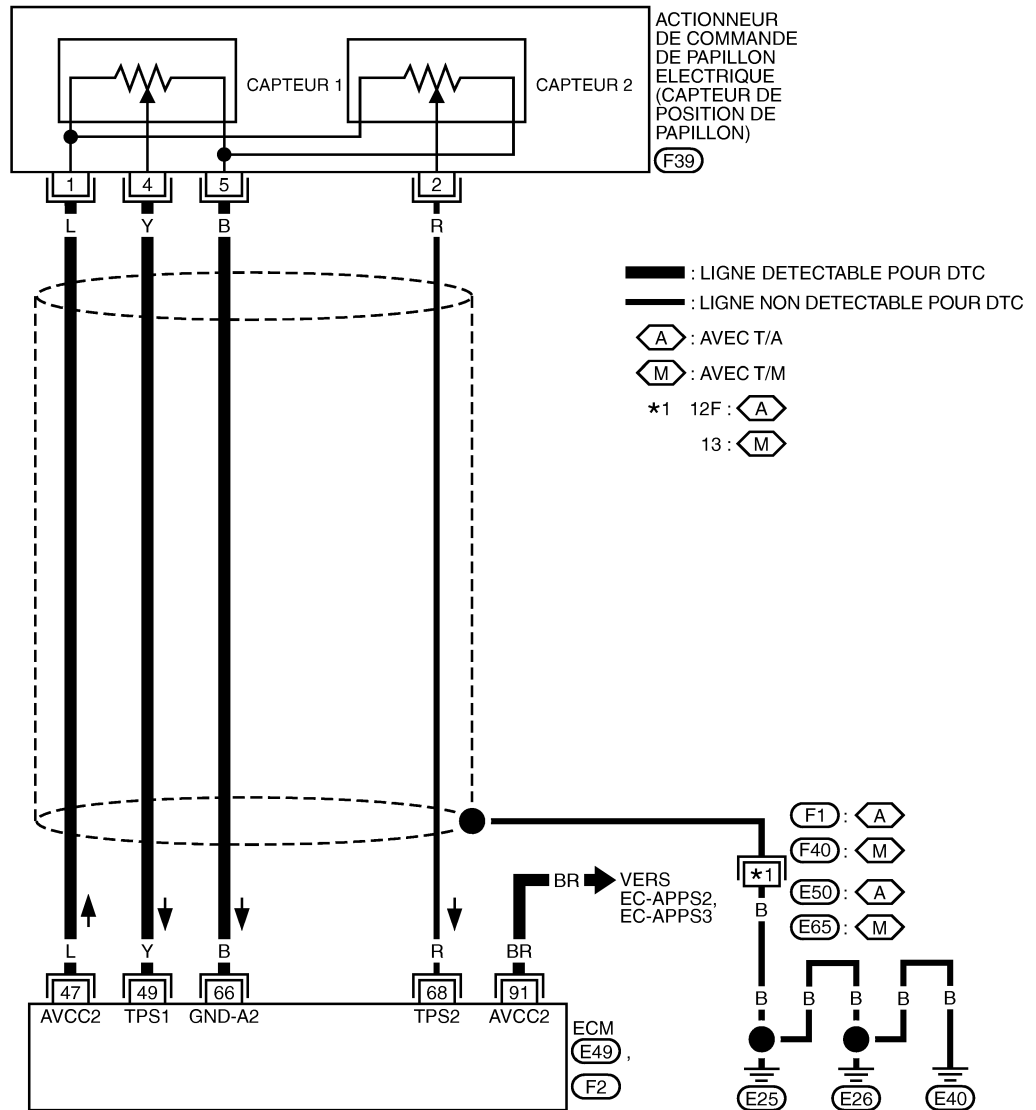 ACTIONNEUR
DE COMMANDE
DE PAPILLON
ELECTRIQUE
(CAPTEUR DE
POSITION DE
PAPILLON)
F39
CAPTEUR 1
CAPTEUR 2
1 4 5 2
L Y B R
: LIGNE DETECTABLE POUR DTC
: LIGNE NON DETECTABLE POUR DTC
A : AVEC T/A
M : AVEC T/M
*1 12F : A
13 : M
F1 : A
F40 : M
*1
E50 : A
E65 : M
BR
VERS
EC-APPS2,
EC-APPS3
B
L Y B R BR
47 49 66 68 91
AVCC2 TPS1 GND-A2 TPS2 AVCC2
ECM
E49 ,
F2
B B B B B
E25 E26 E40